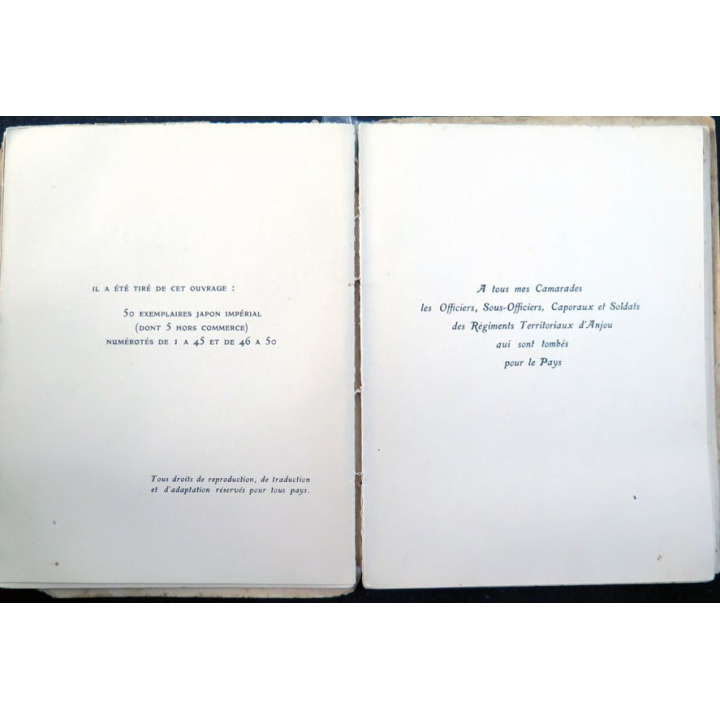 IL A ÉTÉ TIRÉ DE CET OUVRAGE :
50 EXEMPLAIRES JAPON IMPÉRIAL
(DONT 5 HORS COMMERCE)
NUMÉROTÉS DE 1 A 45 ET DE 46 A 50
Tous droits de reproduction, de traduction
et d'adaptation réservés pour tous pays.
A tous mes Camarades
les Officiers, Sous-Officiers, Caporaux et Soldats
des Régiments Territoriaux d'Anjou
qui sont tombés
pour le Pays